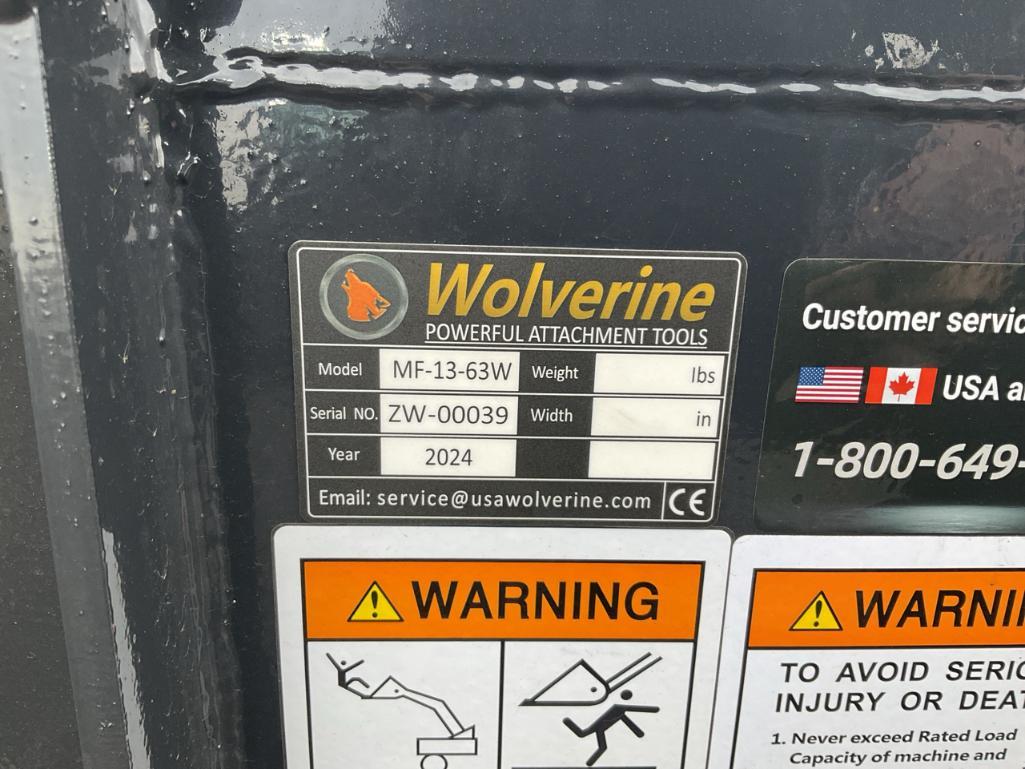 Wolverine
POWERFUL ATTACHMENT TOOLS
Model MF-13-63W Weight lbs
Serial NO. ZW-00039 Width in
Year 2024
Email: service@usawolverine.com CE
Customer servic
USA a
1-800-649-
WARNING
WARNI
TO AVOID SERIO
INJURY OR DEA
1. Never exceed Rated Load
Capacity of machine and